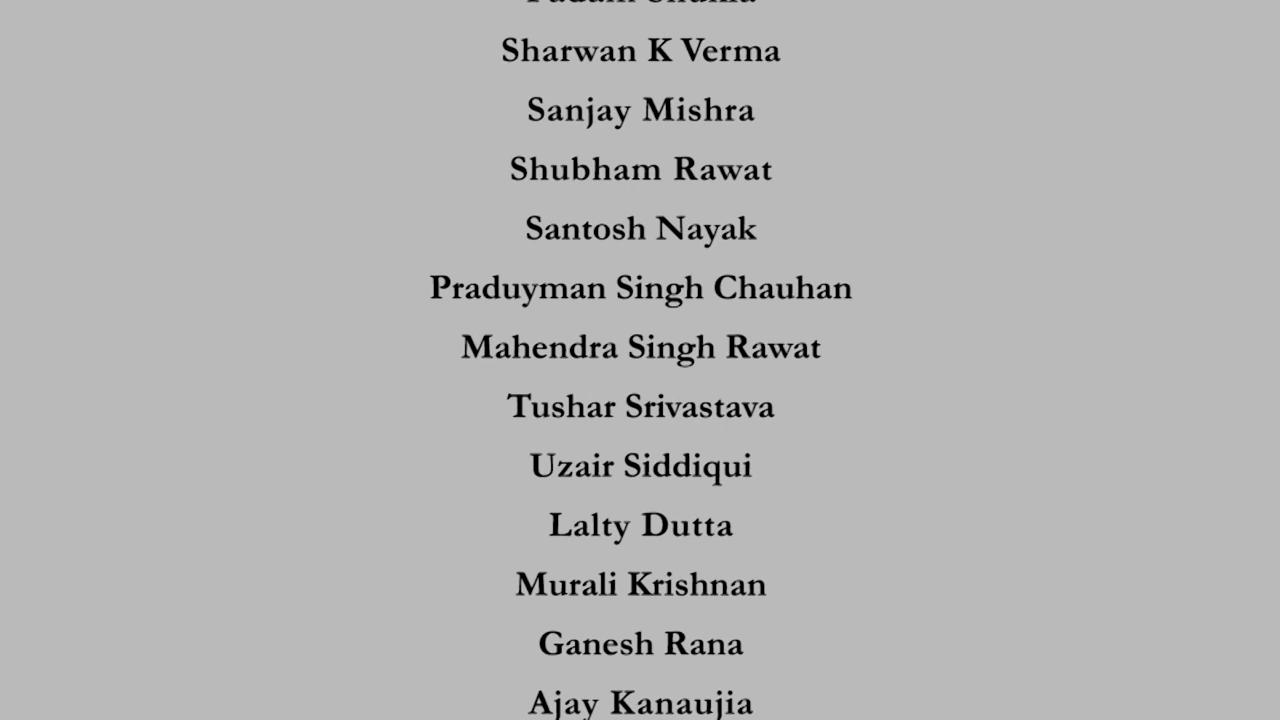 Sharwan K Verma
Sanjay Mishra
Shubham Rawat
Santosh Nayak
Praduyman Singh Chauhan
Mahendra Singh Rawat
Tushar Srivastava
Uzair Siddiqui
Lalty Dutta
Murali Krishnan
Ganesh Rana
Ajay Kanaujia